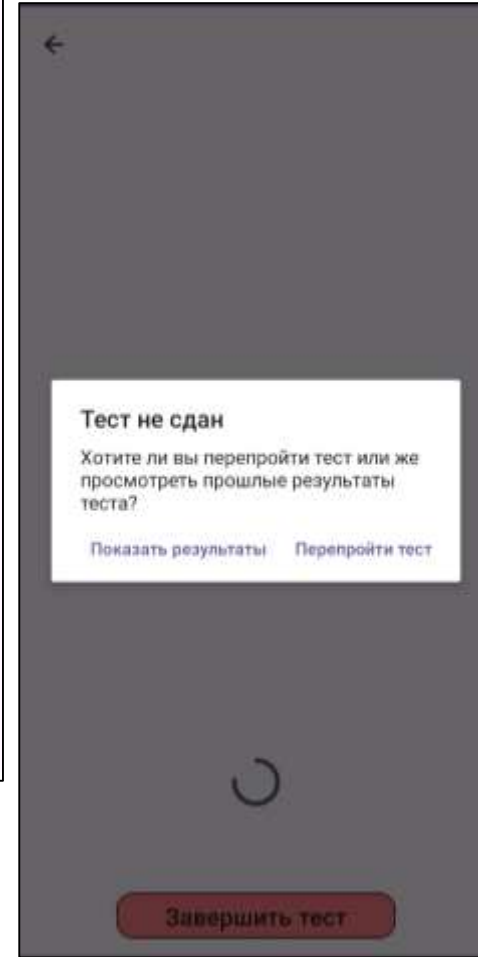 Тест не сдан
Хотите ли вы перепройти тест или же
просмотреть прошлые результаты
теста?
Показать результаты Перепройти тест
Завершить тест